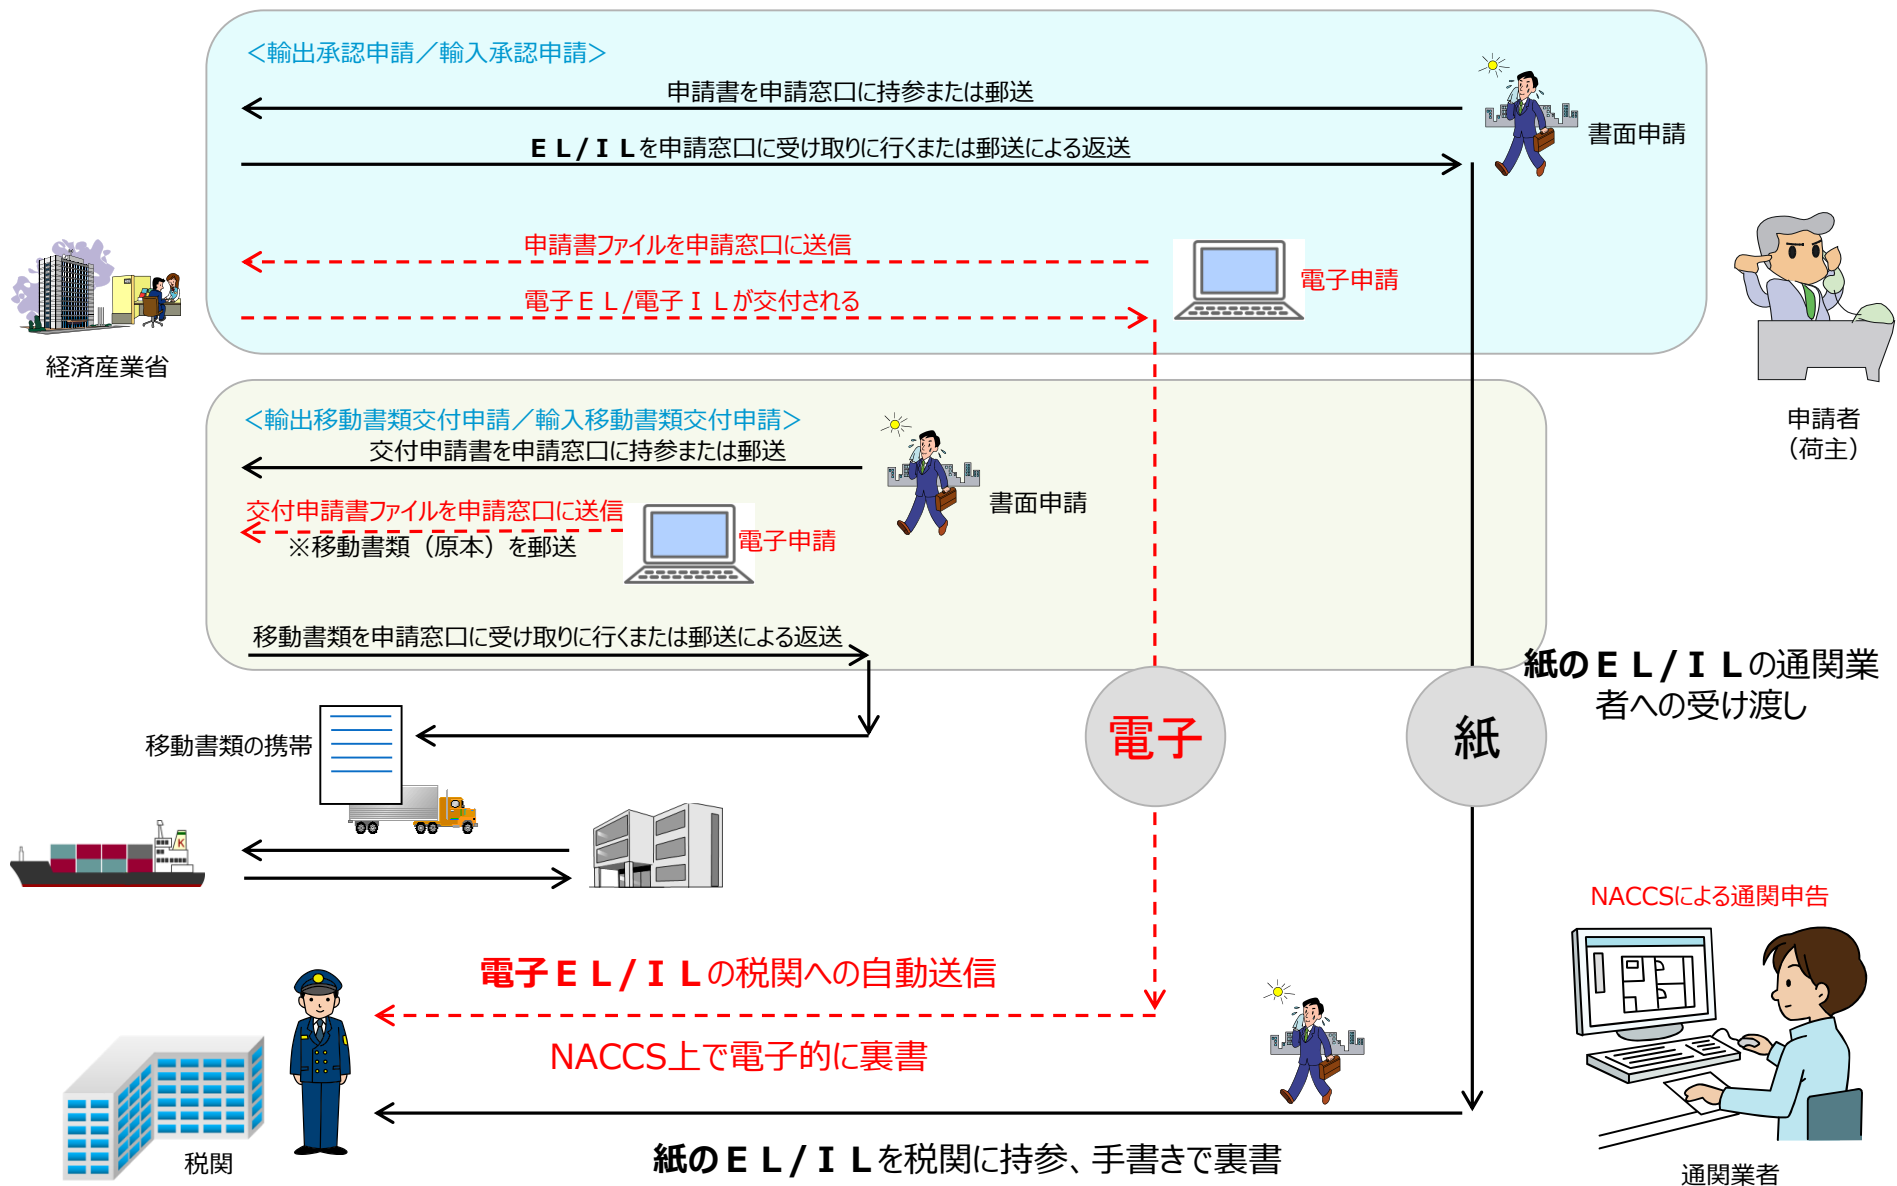 ＜輸出承認申請／輸入承認申請＞
申請書を申請窓口に持参または郵送
ＥＬ/ＩＬを申請窓口に受け取りに行くまたは郵送による返送
書面申請
申請書ファイルを申請窓口に送信
電子申請
電子ＥＬ/電子ＩＬが交付される
経済産業省
申請者
（荷主）
＜輸出移動書類交付申請／輸入移動書類交付申請＞
交付申請書を申請窓口に持参または郵送
書面申請
交付申請書ファイルを申請窓口に送信
※移動書類（原本）を郵送
電子申請
移動書類を申請窓口に受け取りに行くまたは郵送による返送
紙のＥＬ/ＩＬの通関業
者への受け渡し
電子
紙
移動書類の携帯
K
NACCSによる通関申告
電子ＥＬ/ＩＬの税関への自動送信
NACCS上で電子的に裏書
税関
紙のＥＬ/ＩＬを税関に持参、手書きで裏書
通関業者